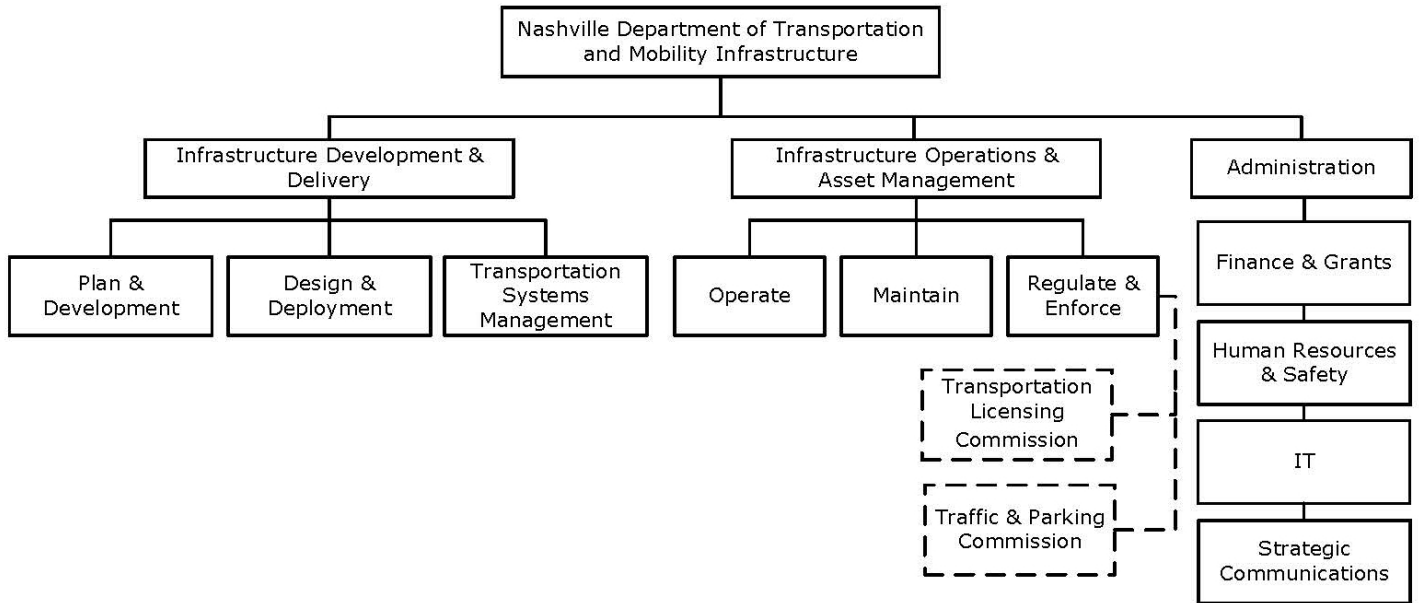 Nashville Department of Transportation
and Mobility Infrastructure
Infrastructure Development &
Delivery
Infrastructure Operations &
Asset Management
Administration
Plan &
Development
Design &
Deployment
Transportation
Systems
Management
Operate
Maintain
Regulate &
Enforce
Transportation
Licensing
Commission
Traffic & Parking
Commission
Finance & Grants
Human Resources
& Safety
IT
Strategic
Communications